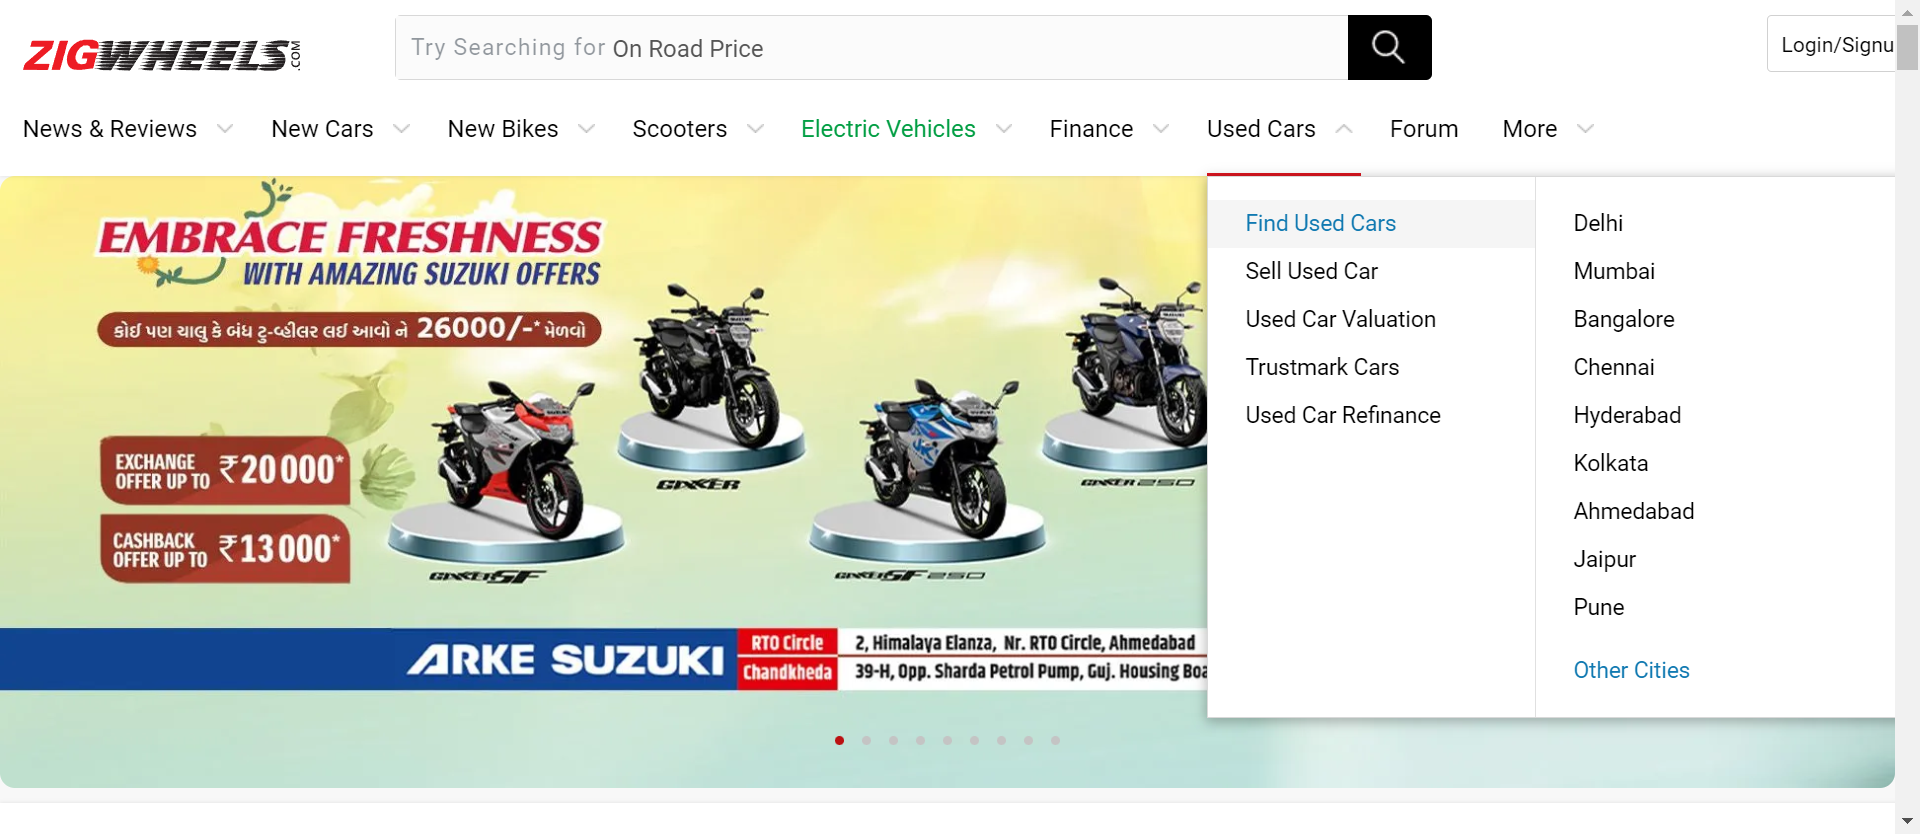 ZIGWHEELS.COM
Try Searching for On Road Price
Login/Signu
News & Reviews
New Cars
New Bikes
Scooters
Electric Vehicles
Finance
Used Cars
Forum
More
EMBRACE FRESHNESS
WITH AMAZING SUZUKI OFFERS
કોઈ પણ ચાલુ કે બંધ ટુ-વ્હીલર લઈ આવો ને 26000/-* મેળવો
EXCHANGE
OFFER UP TO ₹20000*
CASHBACK
OFFER UP TO ₹13000*
GIXXER
GIXXER 250
GIXXER SF
GIXXER SF 250
ARKE SUZUKI
RTO Circle
2, Himalaya Elanza, Nr. RTO Circle, Ahmedabad
Chandkheda
39-H, Opp. Sharda Petrol Pump, Guj. Housing Boa
Find Used Cars
Sell Used Car
Used Car Valuation
Trustmark Cars
Used Car Refinance
Delhi
Mumbai
Bangalore
Chennai
Hyderabad
Kolkata
Ahmedabad
Jaipur
Pune
Other Cities